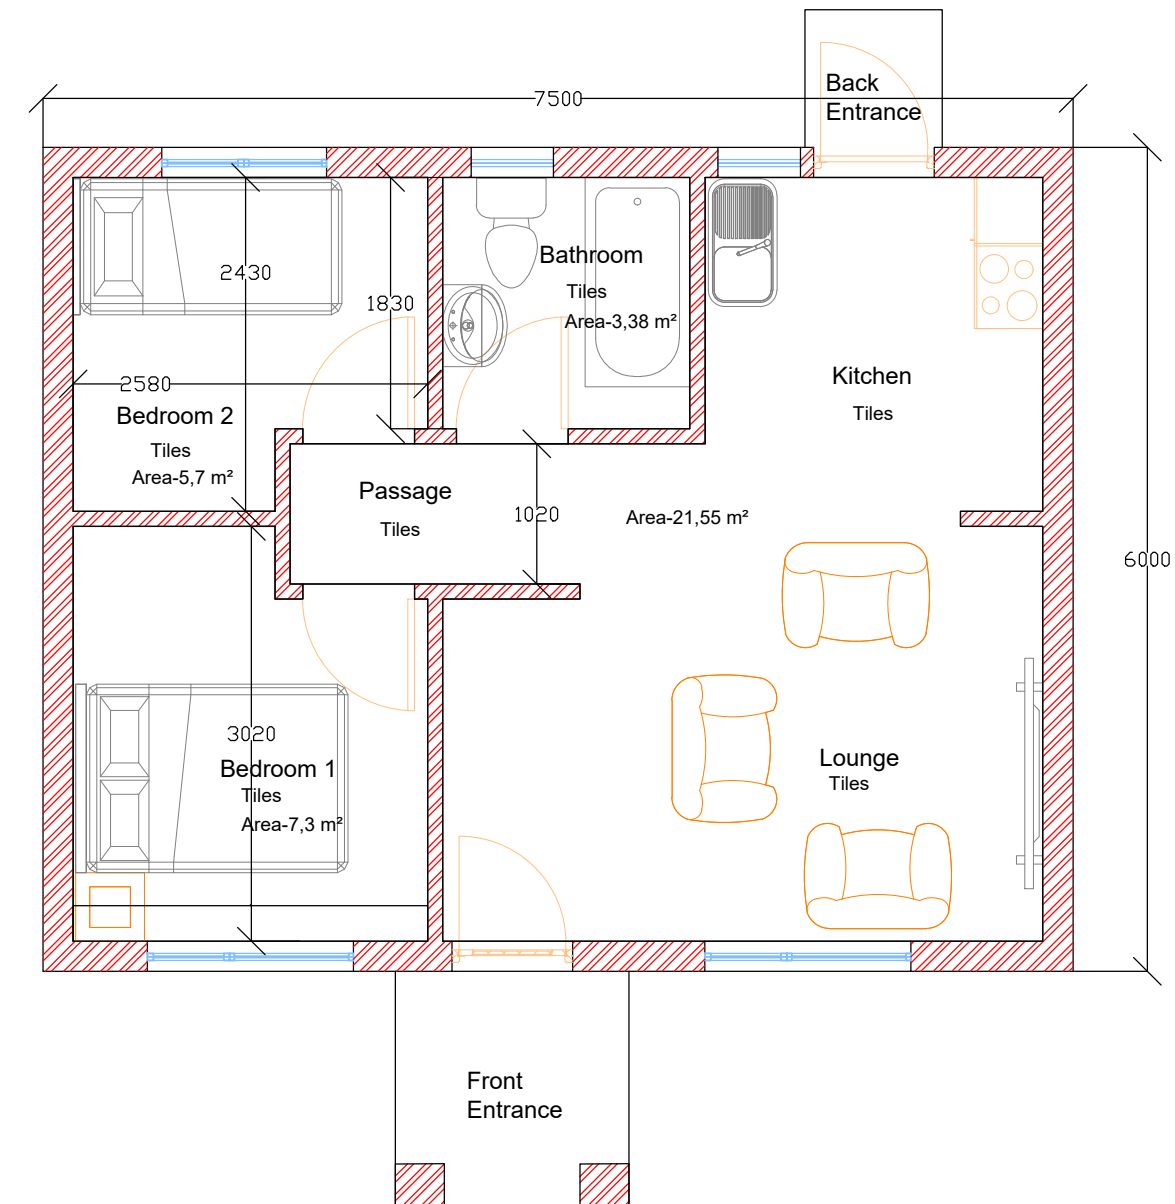 Back
Entrance
7500
2430
1830
Bathroom
Tiles
Area-3,38 m²
2580
Bedroom 2
Tiles
Area-5,7 m²
Kitchen
Tiles
Passage
Tiles
1020
Area-21,55 m²
6000
3020
Bedroom 1
Tiles
Area-7,3 m²
Lounge
Tiles
Front
Entrance